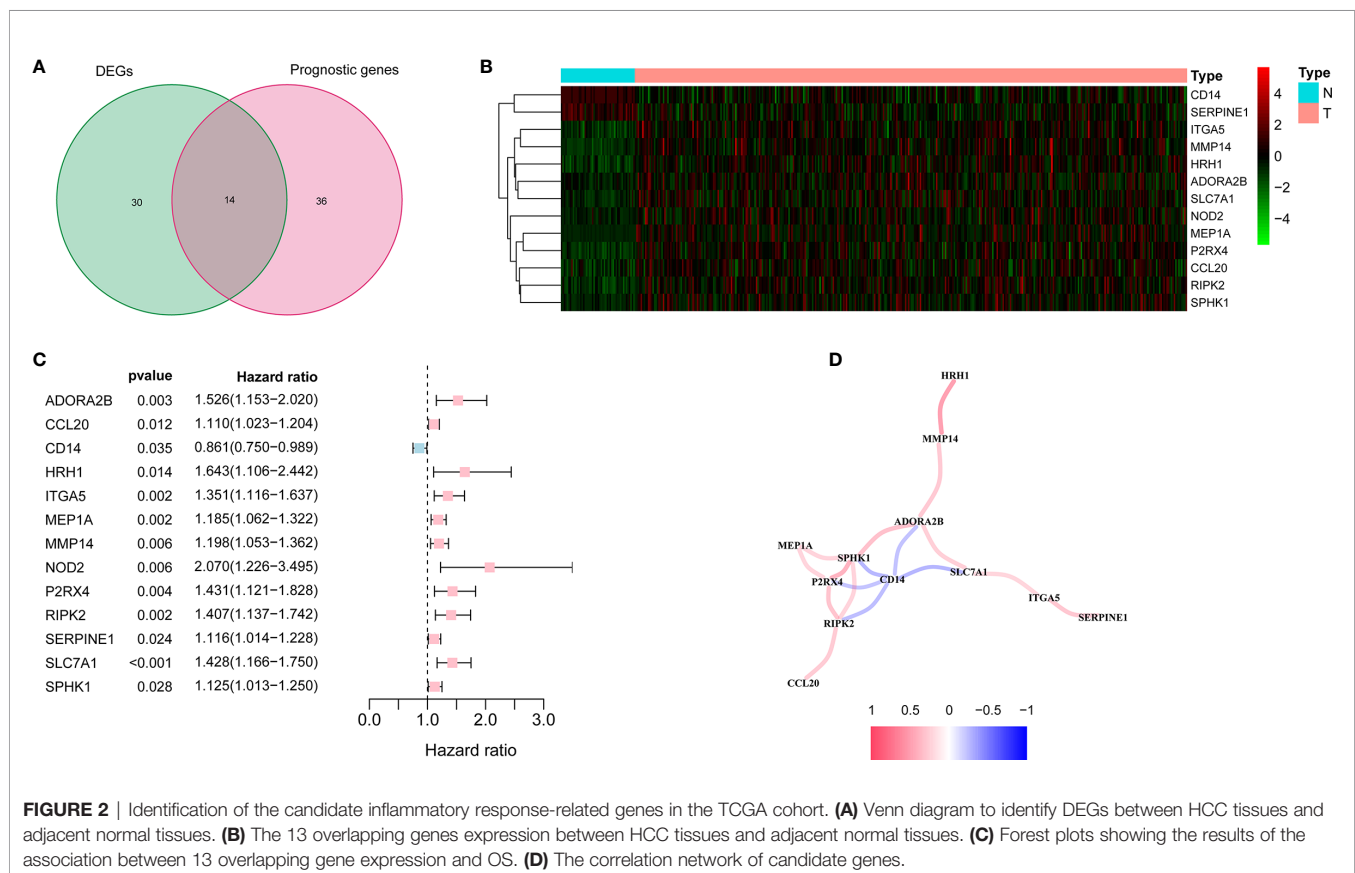 A
DEGs
Prognostic genes
30
14
36
B
Type
CD14
SERPINE1
ITGA5
MMP14
HRH1
ADORA2B
SLC7A1
NOD2
MEP1A
P2RX4
CCL20
RIPK2
SPHK1
4
2
0
−2
−4
Type
N
T
C
pvalue Hazard ratio
ADORA2B 0.003 1.526(1.153−2.020)
CCL20 0.012 1.110(1.023−1.204)
CD14 0.035 0.861(0.750−0.989)
HRH1 0.014 1.643(1.106−2.442)
ITGA5 0.002 1.351(1.116−1.637)
MEP1A 0.002 1.185(1.062−1.322)
MMP14 0.006 1.198(1.053−1.362)
NOD2 0.006 2.070(1.226−3.495)
P2RX4 0.004 1.431(1.121−1.828)
RIPK2 0.002 1.407(1.137−1.742)
SERPINE1 0.024 1.116(1.014−1.228)
SLC7A1 <0.001 1.428(1.166−1.750)
SPHK1 0.028 1.125(1.013−1.250)
0.0 1.0 2.0 3.0
Hazard ratio
D
HRH1
MMP14
ADORA2B
MEP1A
SPHK1
P2RX4
CD14
SLC7A1
ITGA5
SERPINE1
RIPK2
CCL20
1 0.5 0 −0.5 −1
FIGURE 2 | Identification of the candidate inflammatory response-related genes in the TCGA cohort. (A) Venn diagram to identify DEGs between HCC tissues and
adjacent normal tissues. (B) The 13 overlapping genes expression between HCC tissues and adjacent normal tissues. (C) Forest plots showing the results of the
association between 13 overlapping gene expression and OS. (D) The correlation network of candidate genes.